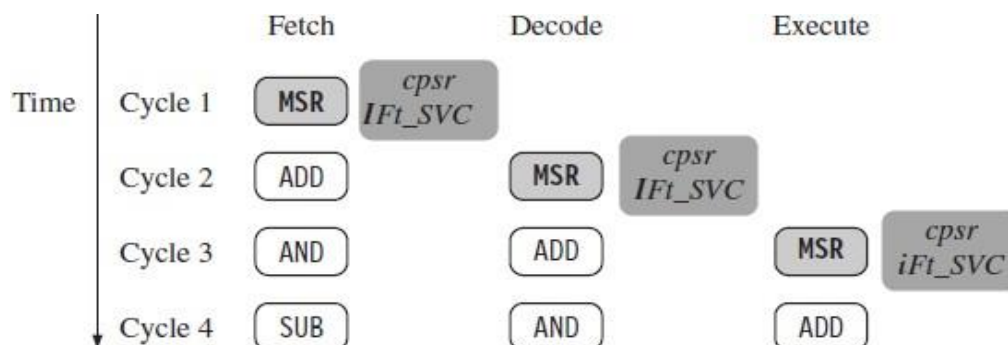 Fetch Decode Execute
Time
Cycle 1 MSR cpsr
IFt_SVC
Cycle 2 ADD MSR cpsr
IFt_SVC
Cycle 3 AND ADD MSR cpsr
iFt_SVC
Cycle 4 SUB AND ADD